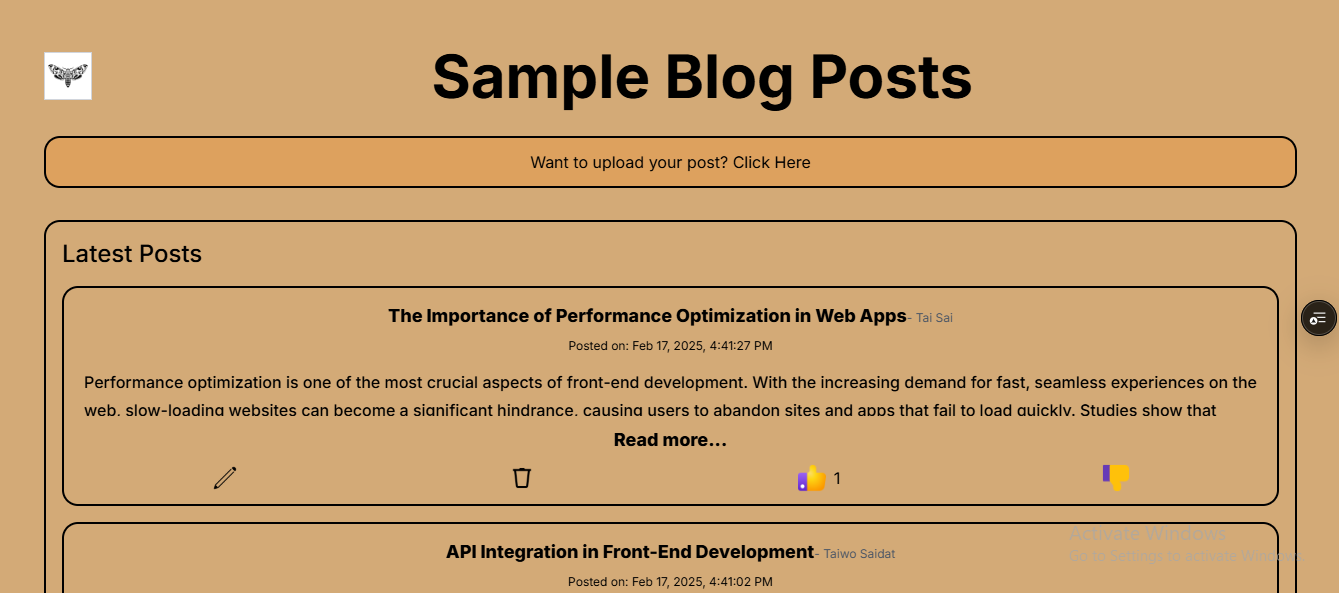 Sample Blog Posts
Want to upload your post? Click Here
Latest Posts
The Importance of Performance Optimization in Web Apps- Tai Sai
Posted on: Feb 17, 2025, 4:41:27 PM
Performance optimization is one of the most crucial aspects of front-end development. With the increasing demand for fast, seamless experiences on the
web, slow-loading websites can become a significant hindrance, causing users to abandon sites and apps that fail to load quickly. Studies show that
Read more...
1
API Integration in Front-End Development- Taiwo Saidat
Posted on: Feb 17, 2025, 4:41:02 PM
Activate Windows
Go to Settings to activate Windows.